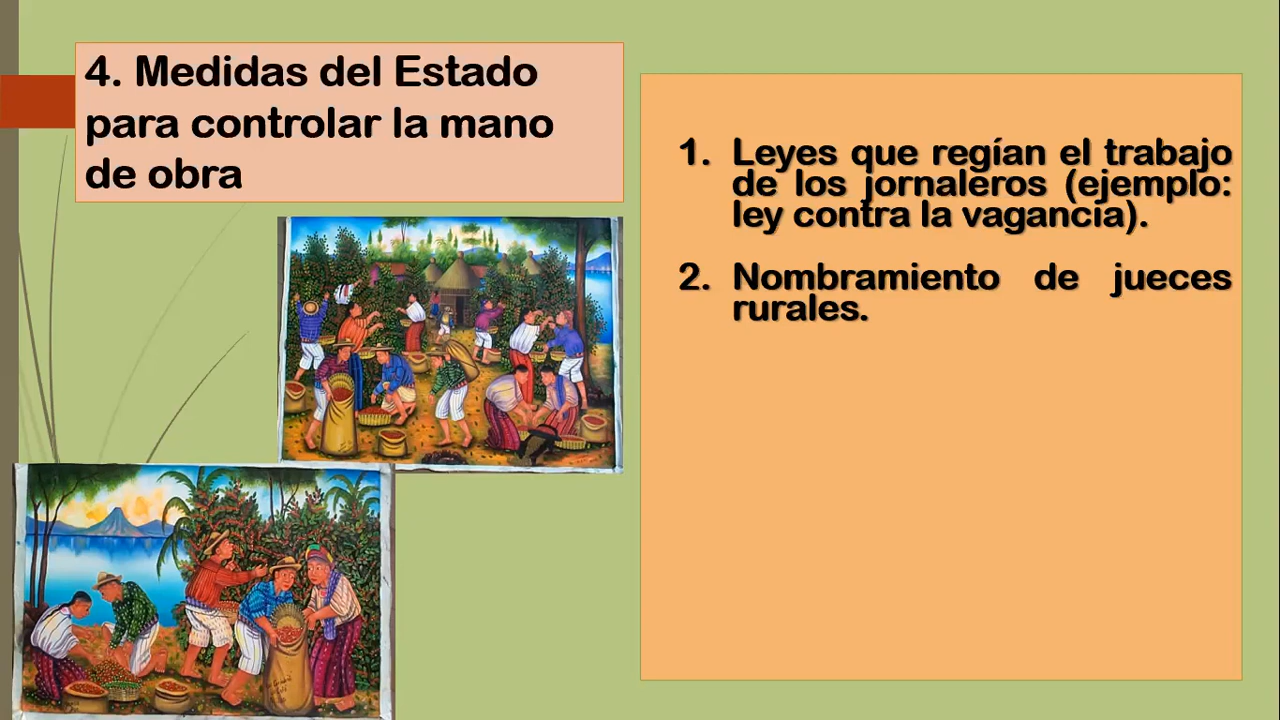 4. Medidas del Estado
para controlar la mano
de obra
1. Leyes que regían el trabajo
de los jornaleros (ejemplo:
ley contra la vagancia).
2. Nombramiento de jueces
rurales.